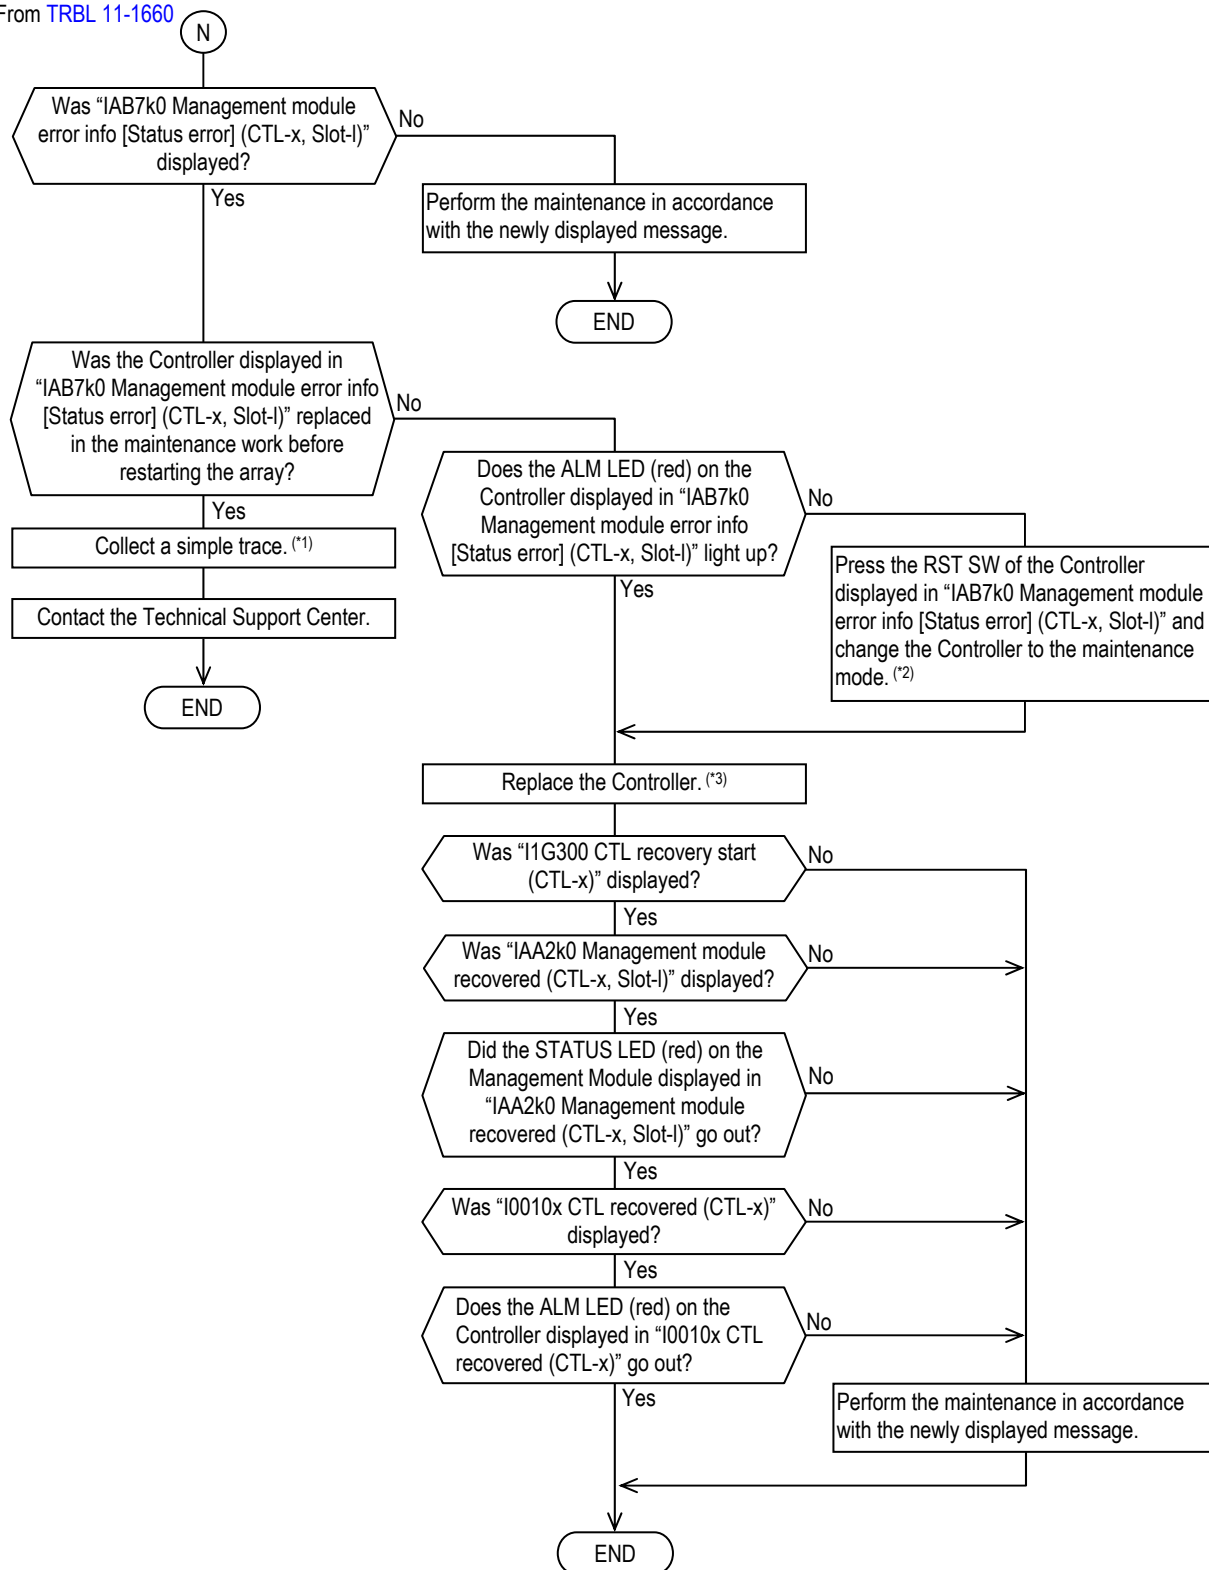 From TRBL 11-1660
N
Was “IAB7k0 Management module
error info [Status error] (CTL-x, Slot-l)”
displayed?
No
Yes
Perform the maintenance in accordance
with the newly displayed message.
END
Was the Controller displayed in
“IAB7k0 Management module error info
[Status error] (CTL-x, Slot-l)” replaced
in the maintenance work before
restarting the array?
No
Yes
Collect a simple trace. (*1)
Contact the Technical Support Center.
END
Does the ALM LED (red) on the
Controller displayed in “IAB7k0
Management module error info
[Status error] (CTL-x, Slot-l)” light up?
No
Yes
Press the RST SW of the Controller
displayed in “IAB7k0 Management module
error info [Status error] (CTL-x, Slot-l)” and
change the Controller to the maintenance
mode. (*2)
Replace the Controller. (*3)
Was “I1G300 CTL recovery start
(CTL-x)” displayed?
No
Yes
Was “IAA2k0 Management module
recovered (CTL-x, Slot-l)” displayed?
No
Yes
Did the STATUS LED (red) on the
Management Module displayed in
“IAA2k0 Management module
recovered (CTL-x, Slot-l)” go out?
No
Yes
Was “I0010x CTL recovered (CTL-x)”
displayed?
No
Yes
Does the ALM LED (red) on the
Controller displayed in “I0010x CTL
recovered (CTL-x)” go out?
No
Yes
Perform the maintenance in accordance
with the newly displayed message.
END